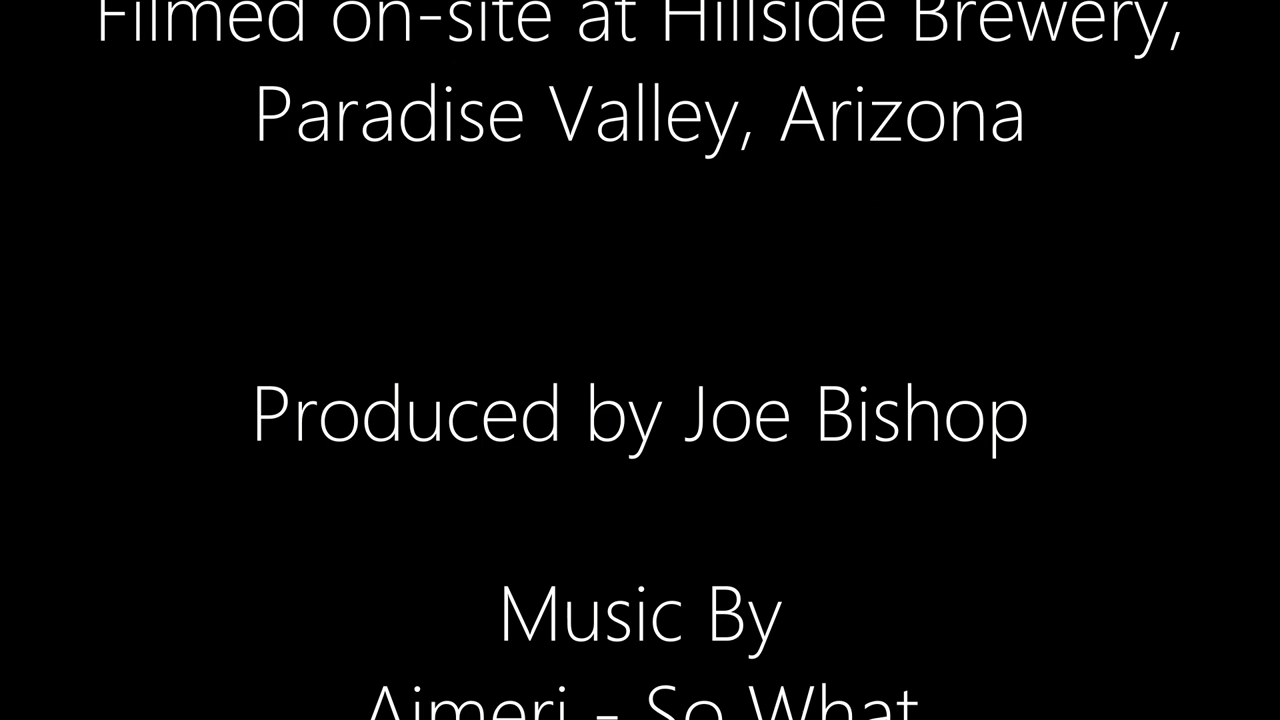 Filmed on-site at Hillside Brewery,
Paradise Valley, Arizona
Produced by Joe Bishop
Music By
Aimeri - So What